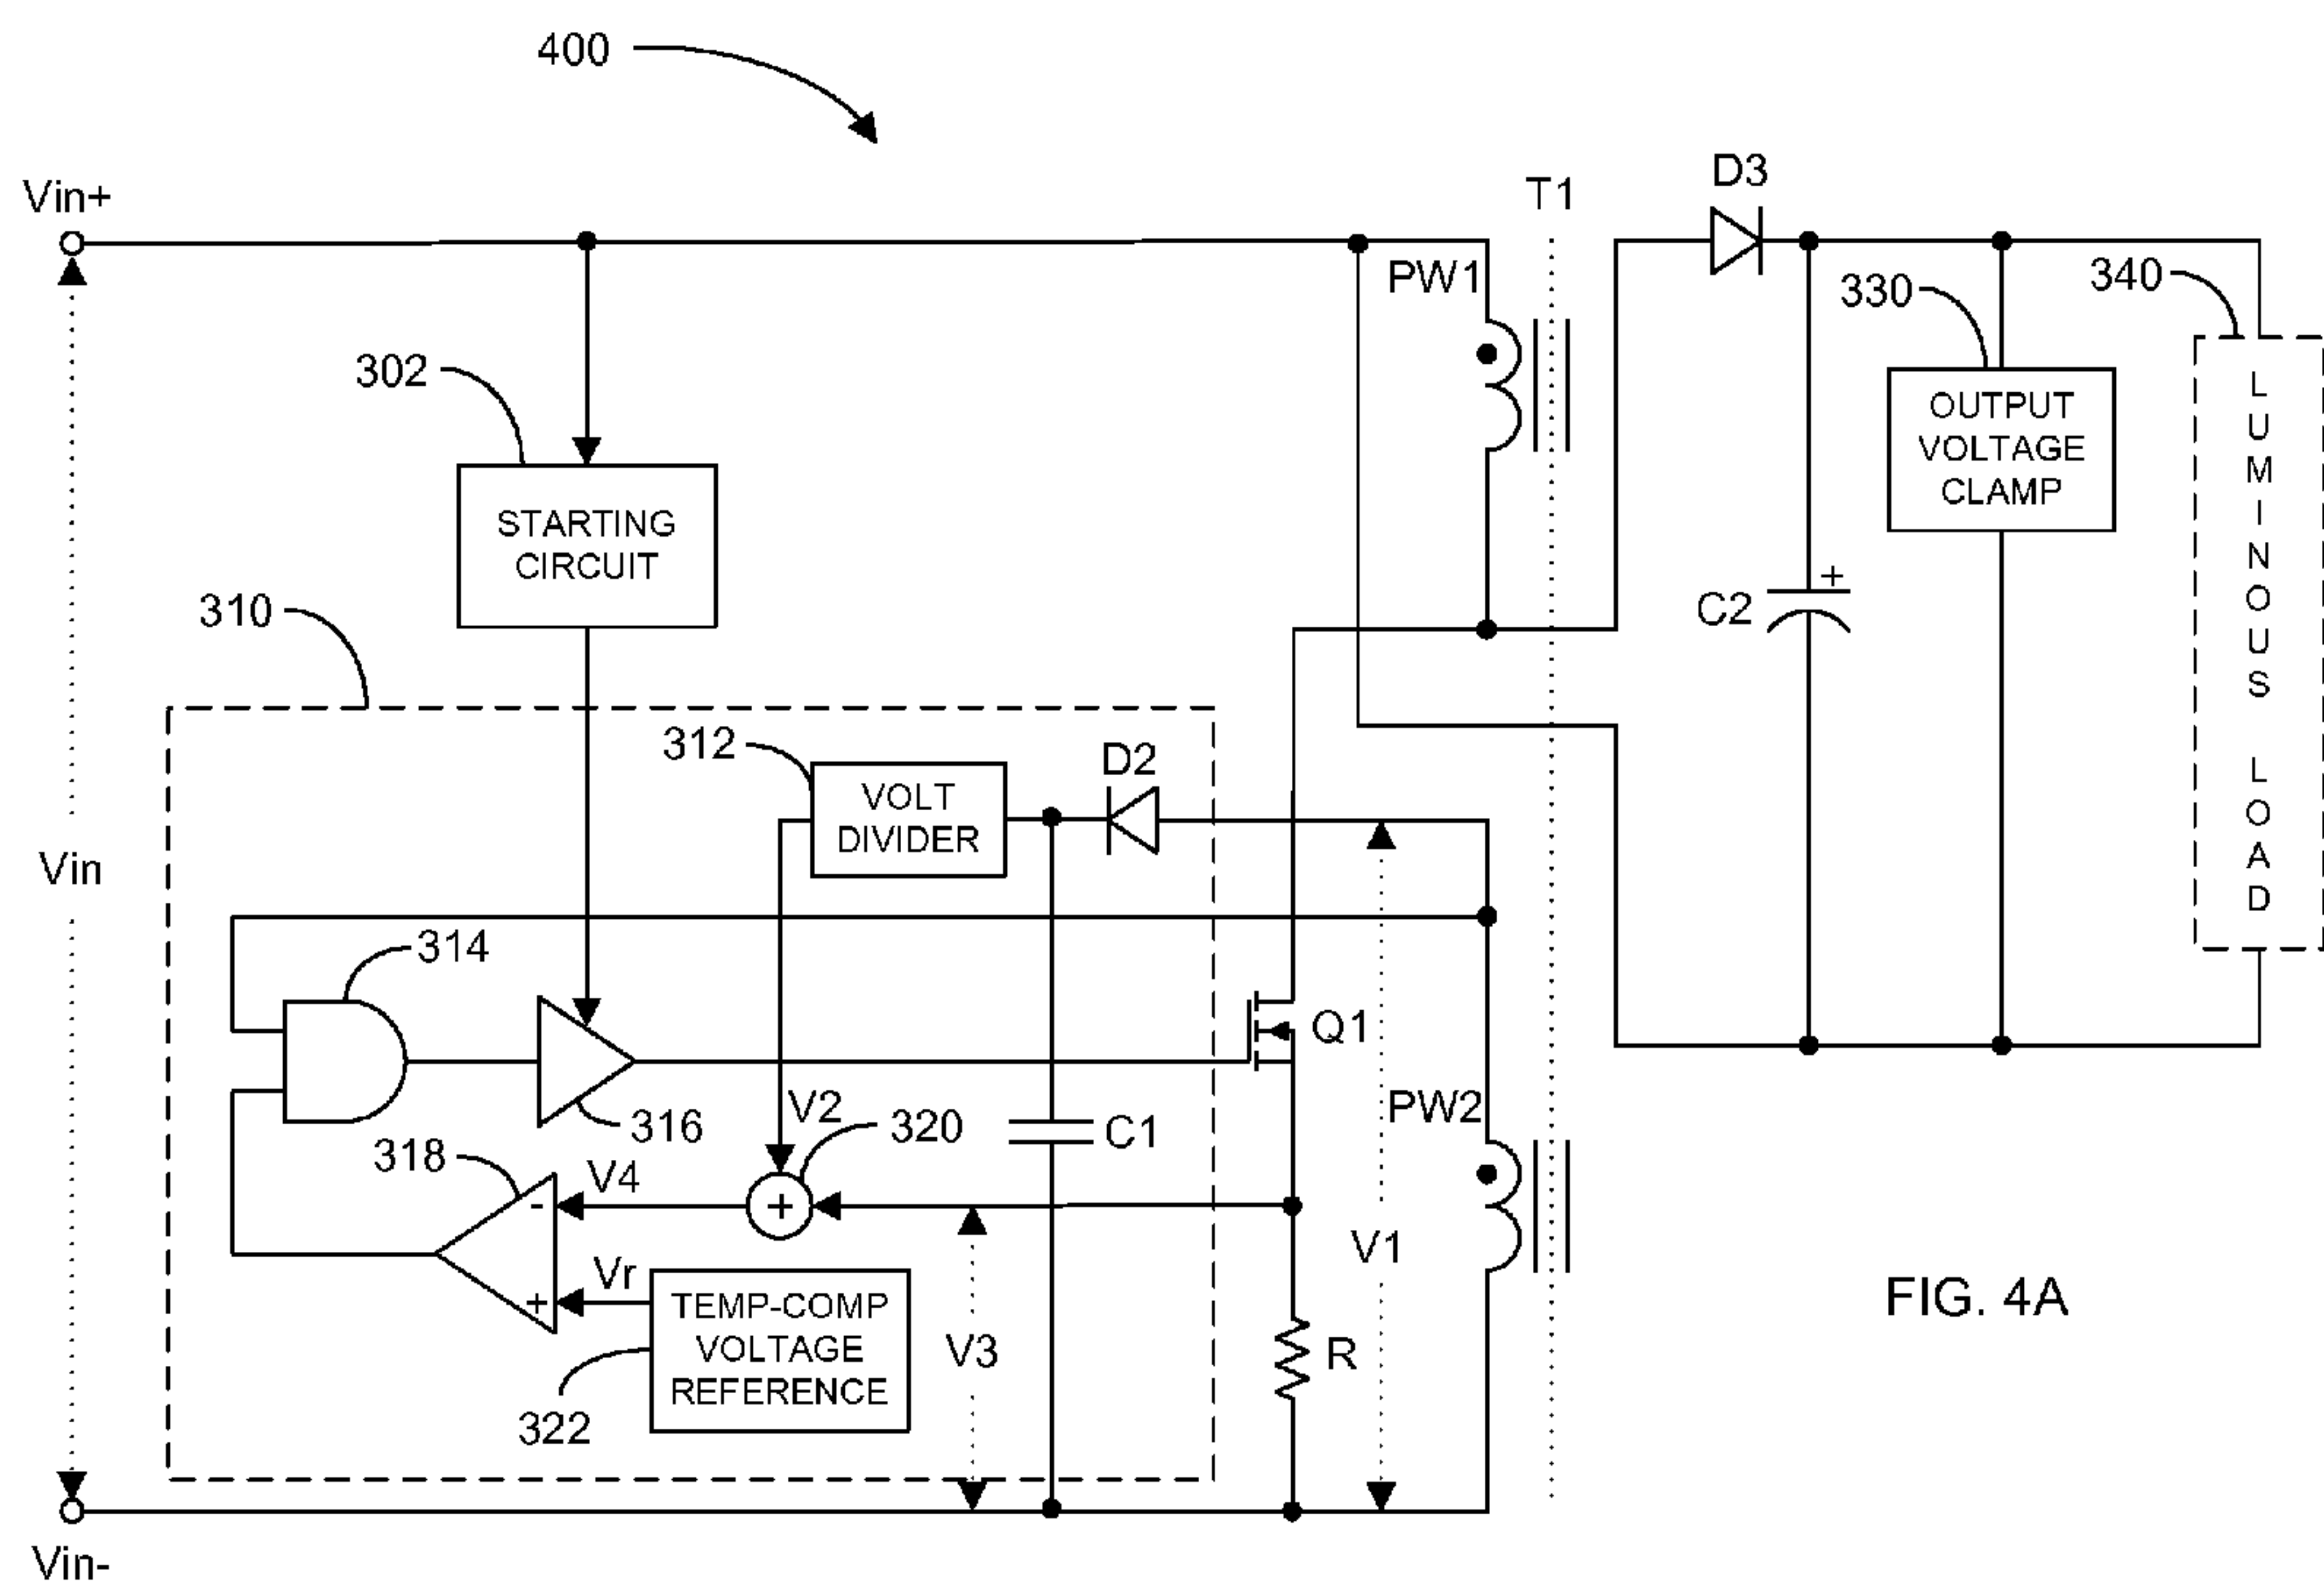 400
Vin+
T1
D3
PW1
330
340
302
OUTPUT
VOLTAGE
CLAMP
LUMINOUS LOAD
STARTING
CIRCUIT
C2
+
310
312
D2
VOLT
DIVIDER
Vin
314
Q1
V2
320
C1
PW2
316
318
V4
-
+
V1
Vr
+
TEMP-COMP
VOLTAGE
REFERENCE
V3
R
322
FIG. 4A
Vin-